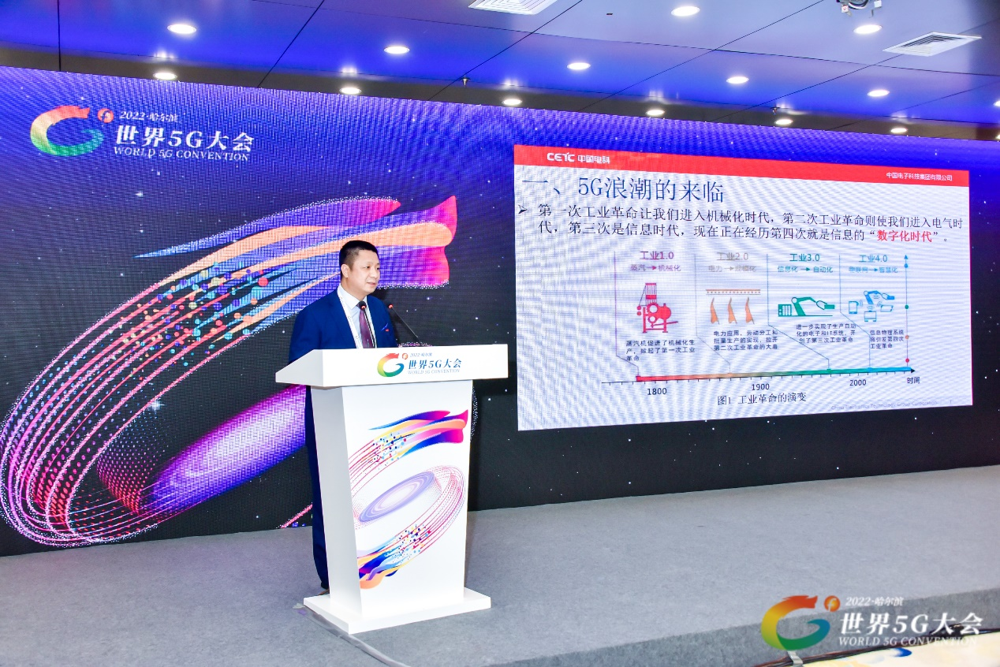 2022·哈尔滨
世界5G大会
WORLD 5G CONVENTION
CETC 中国电科
中国电子科技集团有限公司
一、5G浪潮的来临
➤ 第一次工业革命让我们进入机械化时代，第二次工业革命则使我们进入电气时
代，第三次是信息时代，现在正在经历第四次就是信息的“数字化时代”。
工业1.0
蒸汽 → 机械化
工业2.0
电力 →
工业3.0
信息化 → 自动化
工业4.0
物联网 → 智慧化
蒸汽机促进了机械化生
产，掀起了第一次工业
革命
电力应用，劳动分工和
批量生产的实现，拉开
第二次工业革命的大幕
进一步实现了生产自动
化的电子和IT系统，开
创了第三次工业革命
信息物理系统
将引发第四次
工业革命
1800
1900
2000
时间
图1 工业革命的演变
2022·哈尔滨
世界5G大会
WORLD 5G CONVENTION
2022·哈尔滨
世界5G大会
WORLD 5G CONVENTION